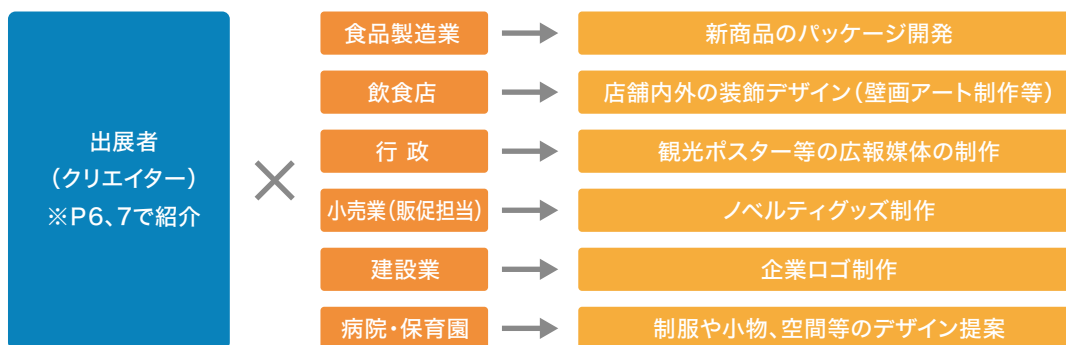 出展者
(クリエイター)
※P6、7で紹介
×
食品製造業 → 新商品のパッケージ開発
飲食店 → 店舗内外の装飾デザイン(壁画アート制作等)
行 政 → 観光ポスター等の広報媒体の制作
小売業(販促担当) → ノベルティグッズ制作
建設業 → 企業ロゴ制作
病院・保育園 → 制服や小物、空間等のデザイン提案